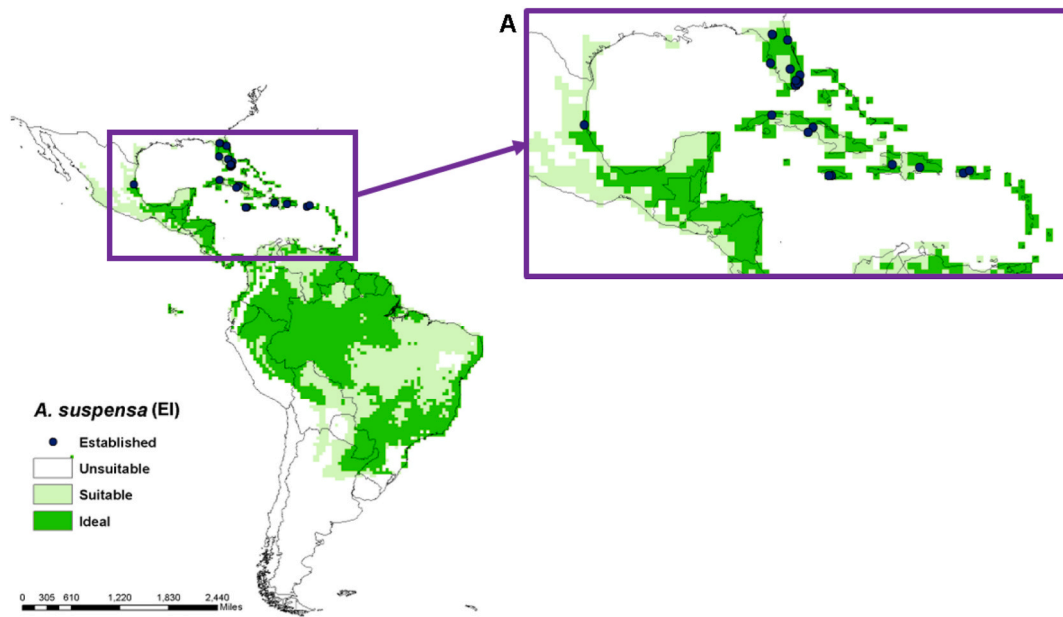 A
A. suspensa (EI)
Established
Unsuitable
Suitable
Ideal
0 305 610 1,220 1,830 2,440
Miles